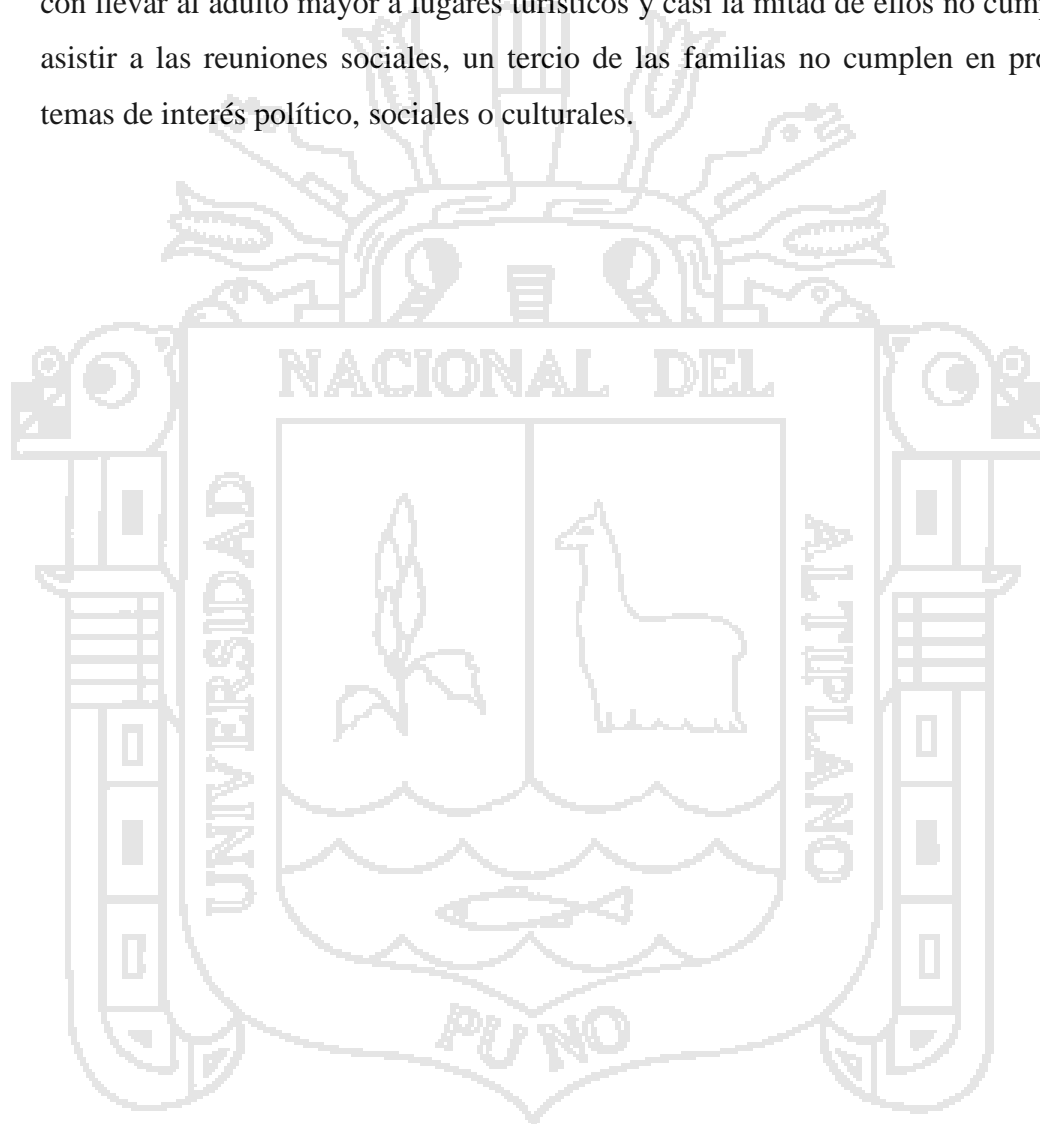 con llevar al adulto mayor a lugares turísticos y casi la mitad de ellos no
asistir a las reuniones sociales, un tercio de las familias no cumplen en
temas de interés político, sociales o culturales.
NACIONAL DEL
UNIVERSIDAD
ALTIPLANO
PUNO